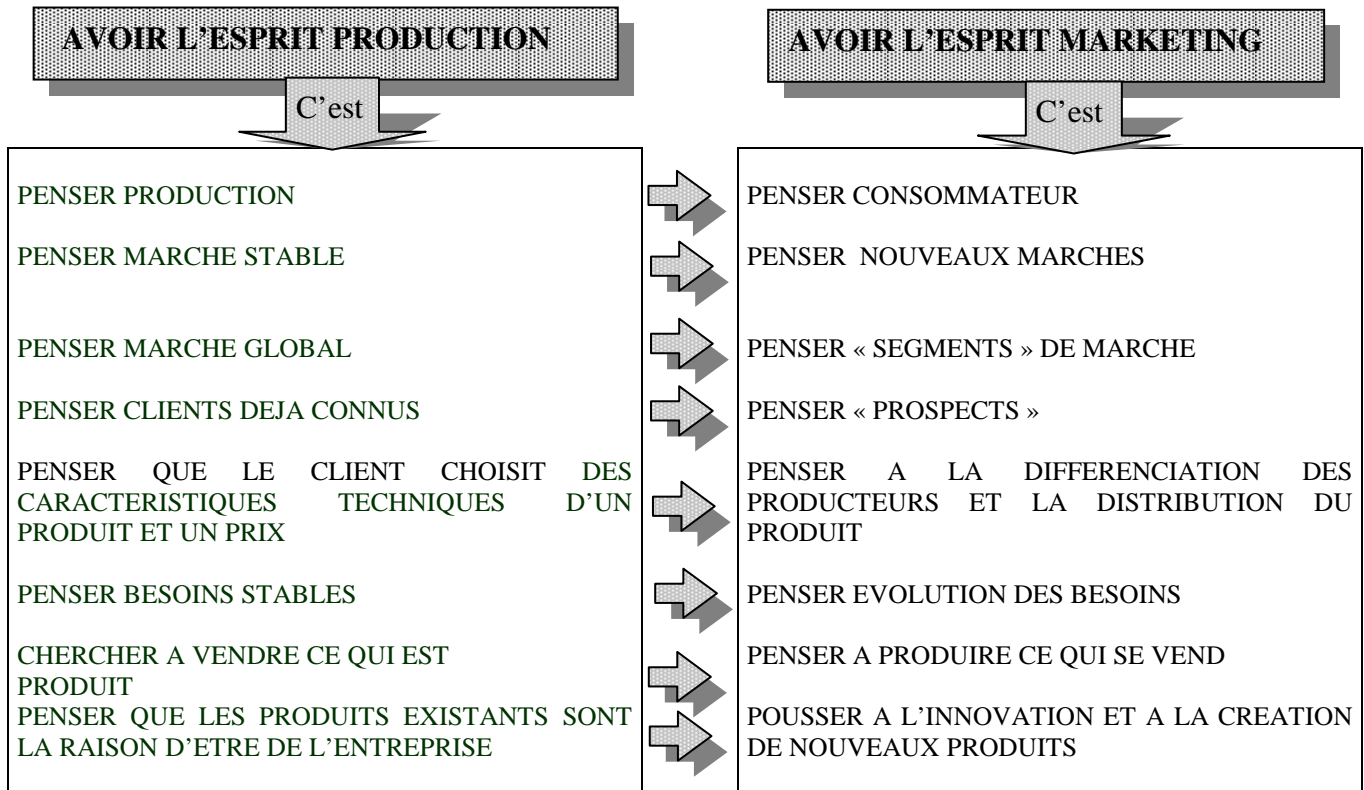 AVOIR L'ESPRIT PRODUCTION
C'est
PENSER PRODUCTION
PENSER MARCHE STABLE
PENSER MARCHE GLOBAL
PENSER CLIENTS DEJA CONNUS
PENSER QUE LE CLIENT CHOISIT DES
CARACTERISTIQUES TECHNIQUES D'UN
PRODUIT ET UN PRIX
PENSER BESOINS STABLES
CHERCHER A VENDRE CE QUI EST
PRODUIT
PENSER QUE LES PRODUITS EXISTANTS SONT
LA RAISON D'ETRE DE L'ENTREPRISE
AVOIR L'ESPRIT MARKETING
C'est
PENSER CONSOMMATEUR
PENSER NOUVEAUX MARCHES
PENSER « SEGMENTS » DE MARCHE
PENSER « PROSPECTS »
PENSER A LA DIFFERENCIATION DES
PRODUCTEURS ET LA DISTRIBUTION DU
PRODUIT
PENSER EVOLUTION DES BESOINS
PENSER A PRODUIRE CE QUI SE VEND
POUSSER A L'INNOVATION ET A LA CREATION
DE NOUVEAUX PRODUITS